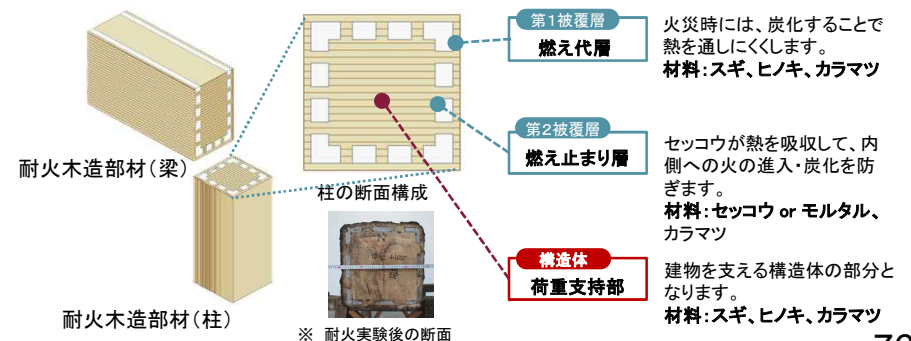 第1被覆層
燃え代層
火災時には、炭化することで
熱を通しにくくします。
材料:スギ、ヒノキ、カラマツ
第2被覆層
燃え止まり層
セッコウが熱を吸収して、内
側への火の進入・炭化を防
ぎます。
材料:セッコウ or モルタル、
カラマツ
構造体
荷重支持部
建物を支える構造体の部分と
なります。
材料:スギ、ヒノキ、カラマツ
耐火木造部材(梁)
柱の断面構成
耐火木造部材(柱)
※ 耐火実験後の断面